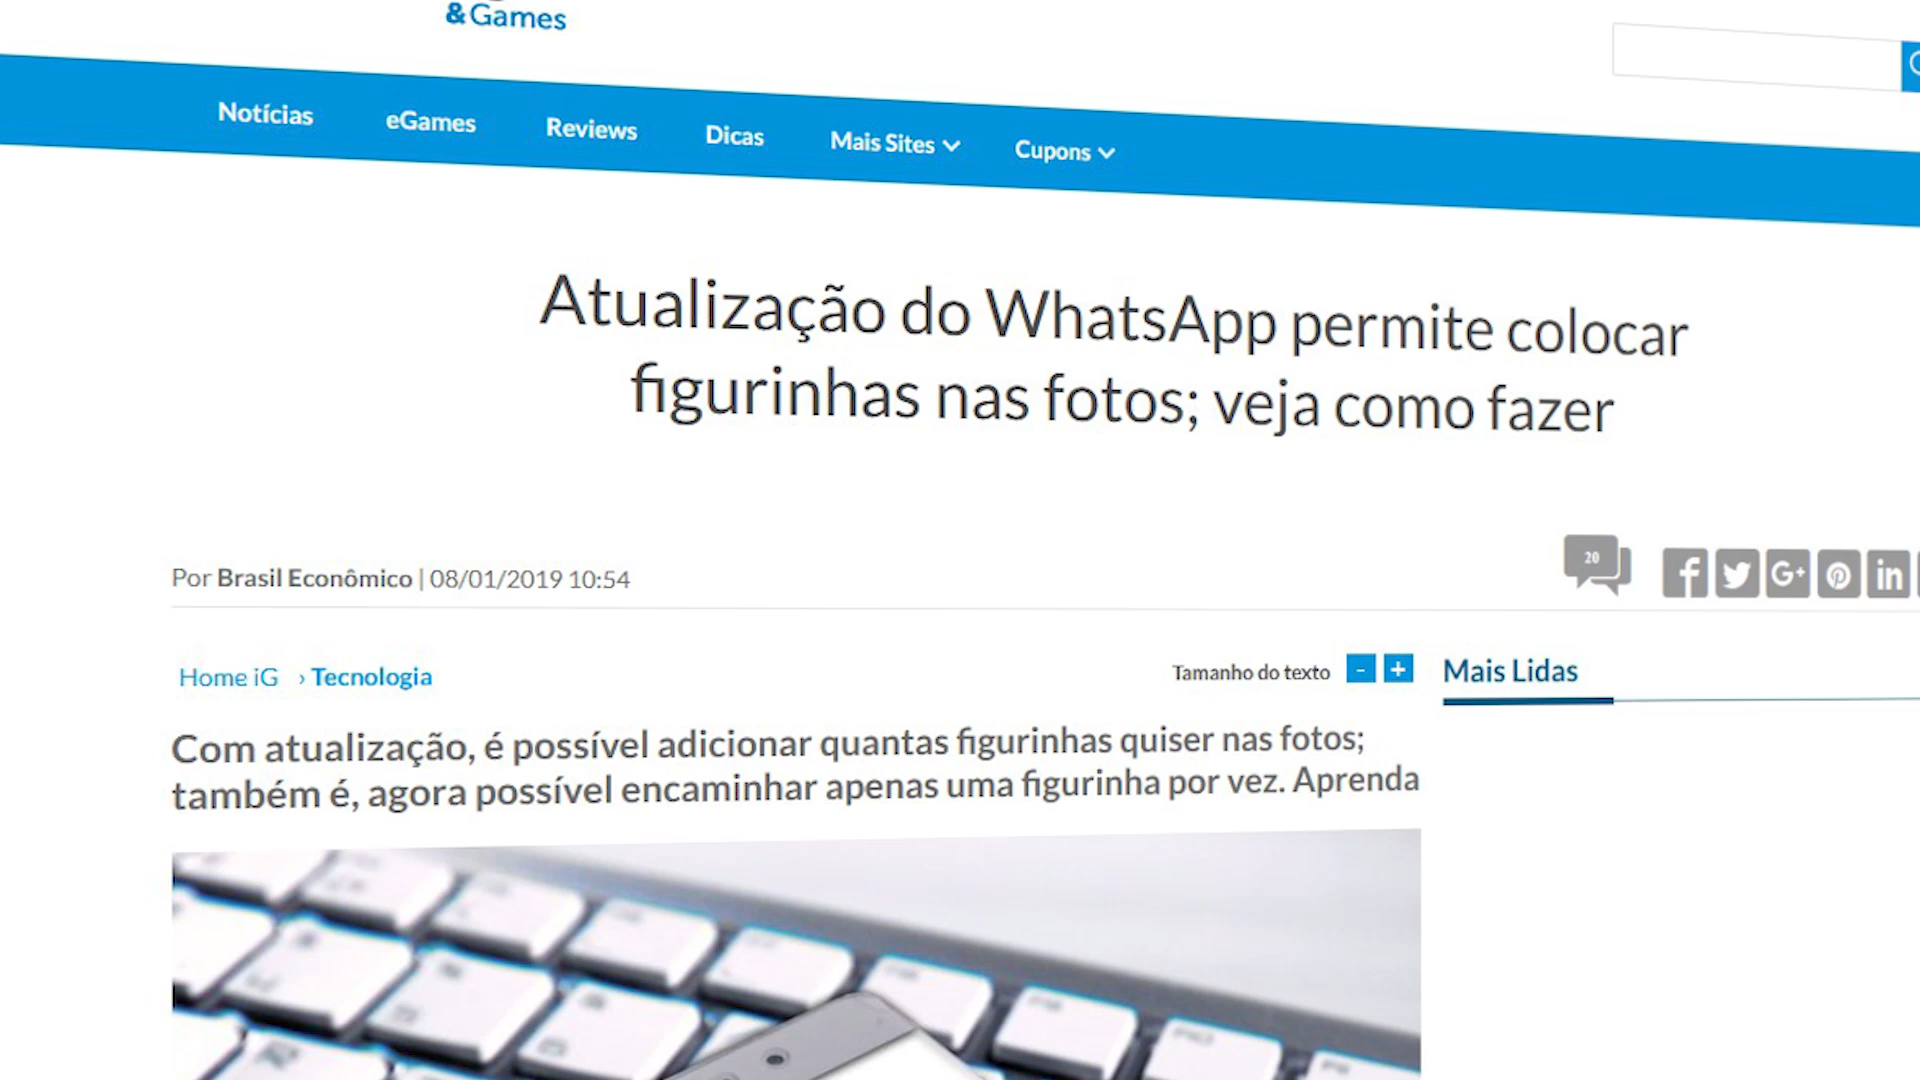 & Games
Notícias eGames Reviews Dicas Mais Sites Cupons
Atualização do WhatsApp permite colocar
figurinhas nas fotos; veja como fazer
Por Brasil Econômico | 08/01/2019 10:54
20
Home iG › Tecnologia
Tamanho do texto - +
Mais Lidas
Com atualização, é possível adicionar quantas figurinhas quiser nas fotos;
também é, agora possível encaminhar apenas uma figurinha por vez. Aprenda